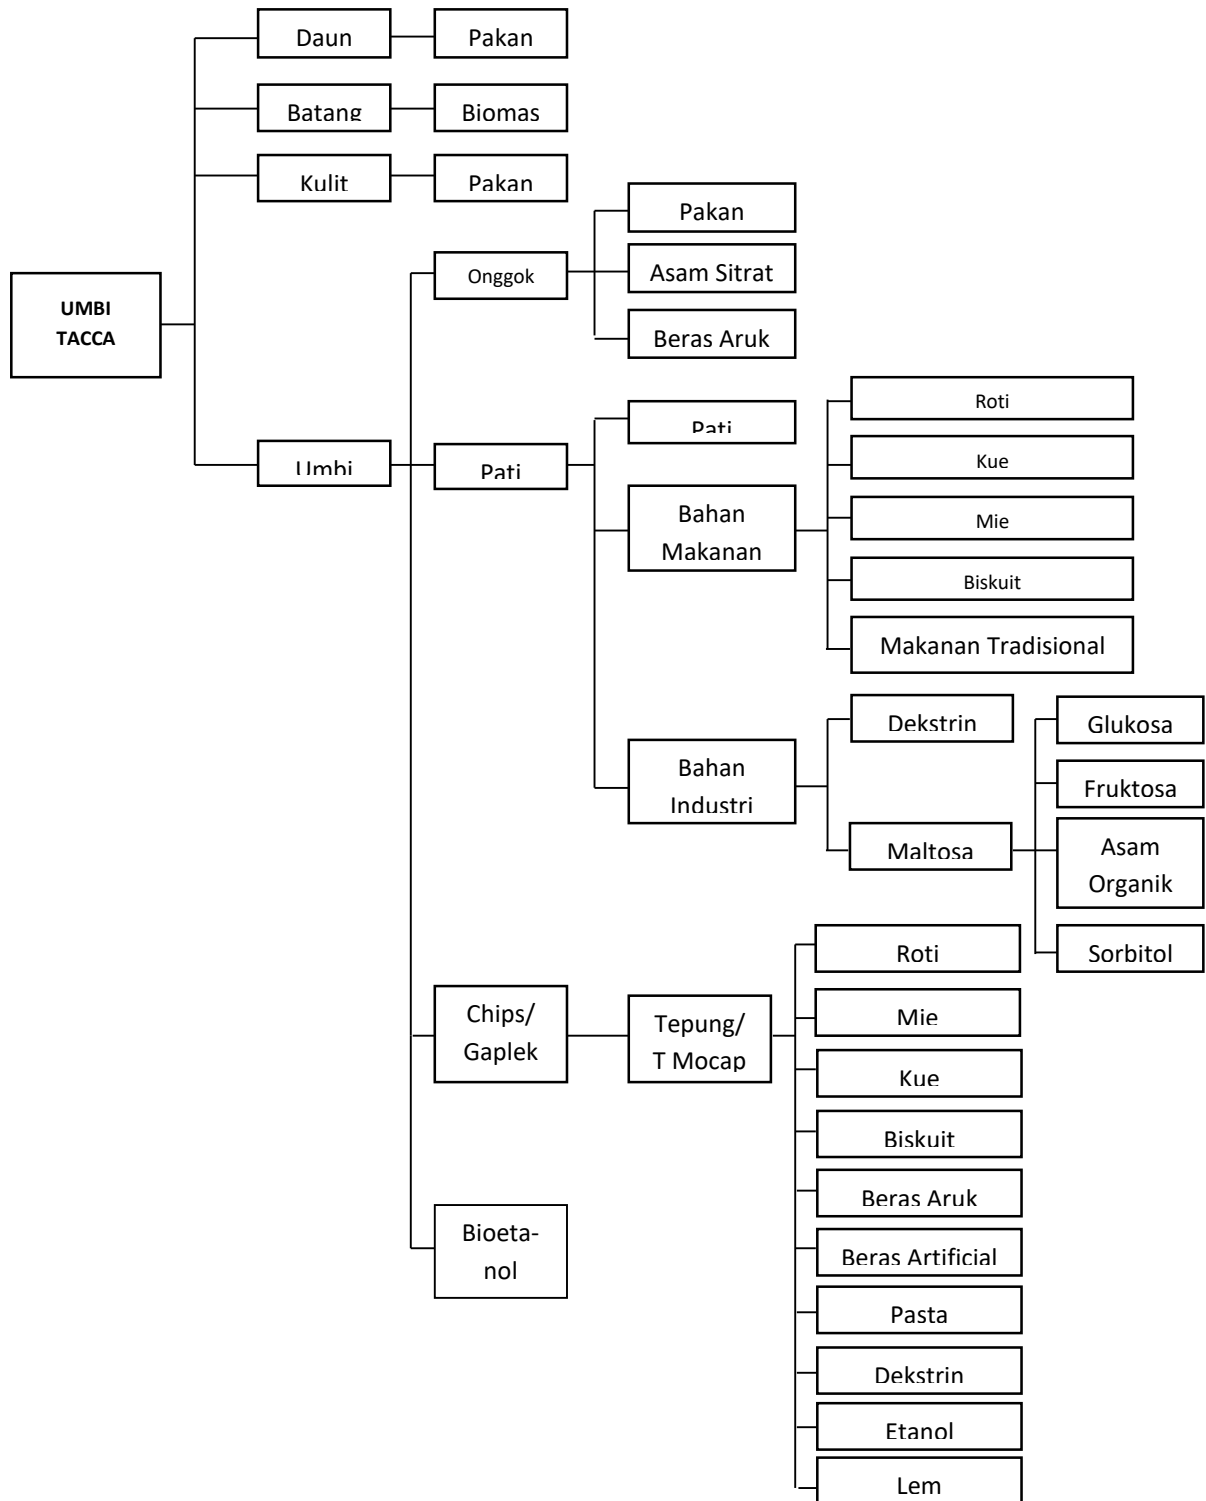 Daun
Pakan
Batang
Biomas
Kulit
Pakan
Pakan
Onggok
Asam Sitrat
UMBI
TACCA
Beras Aruk
Roti
Pati
Umbi
Pati
Kue
Bahan
Makanan
Mie
Biskuit
Makanan Tradisional
Dekstrin
Glukosa
Bahan
Industri
Fruktosa
Maltosa
Asam
Organik
Roti
Sorbitol
Chips/
Gaplek
Tepung/
T Mocap
Mie
Kue
Biskuit
Beras Aruk
Bioeta-
nol
Beras Artificial
Pasta
Dekstrin
Etanol
Lem